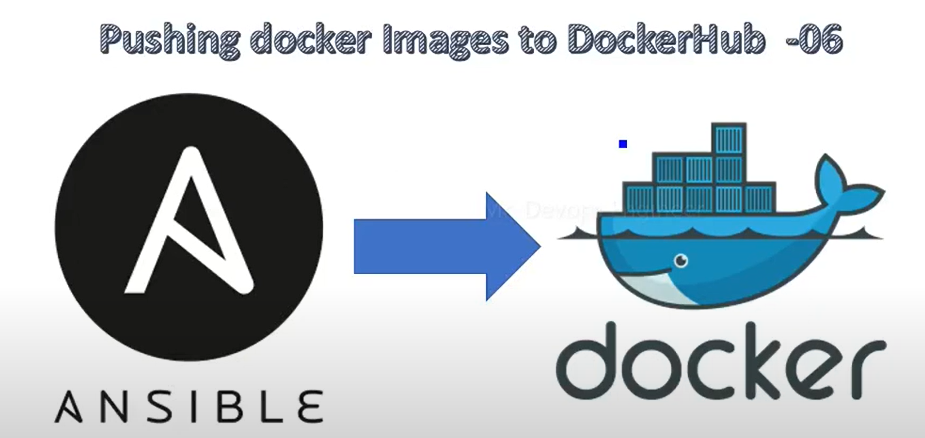 Pushing docker Images to DockerHub -06
ANSIBLE
docker